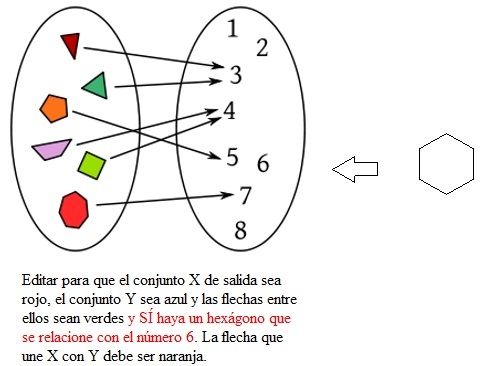 1
2
3
4
5
6
7
8
Editar para que el conjunto X de salida sea
rojo, el conjunto Y sea azul y las flechas entre
ellos sean verdes y SÍ haya un hexágono que
se relacione con el número 6. La flecha que
une X con Y debe ser naranja.